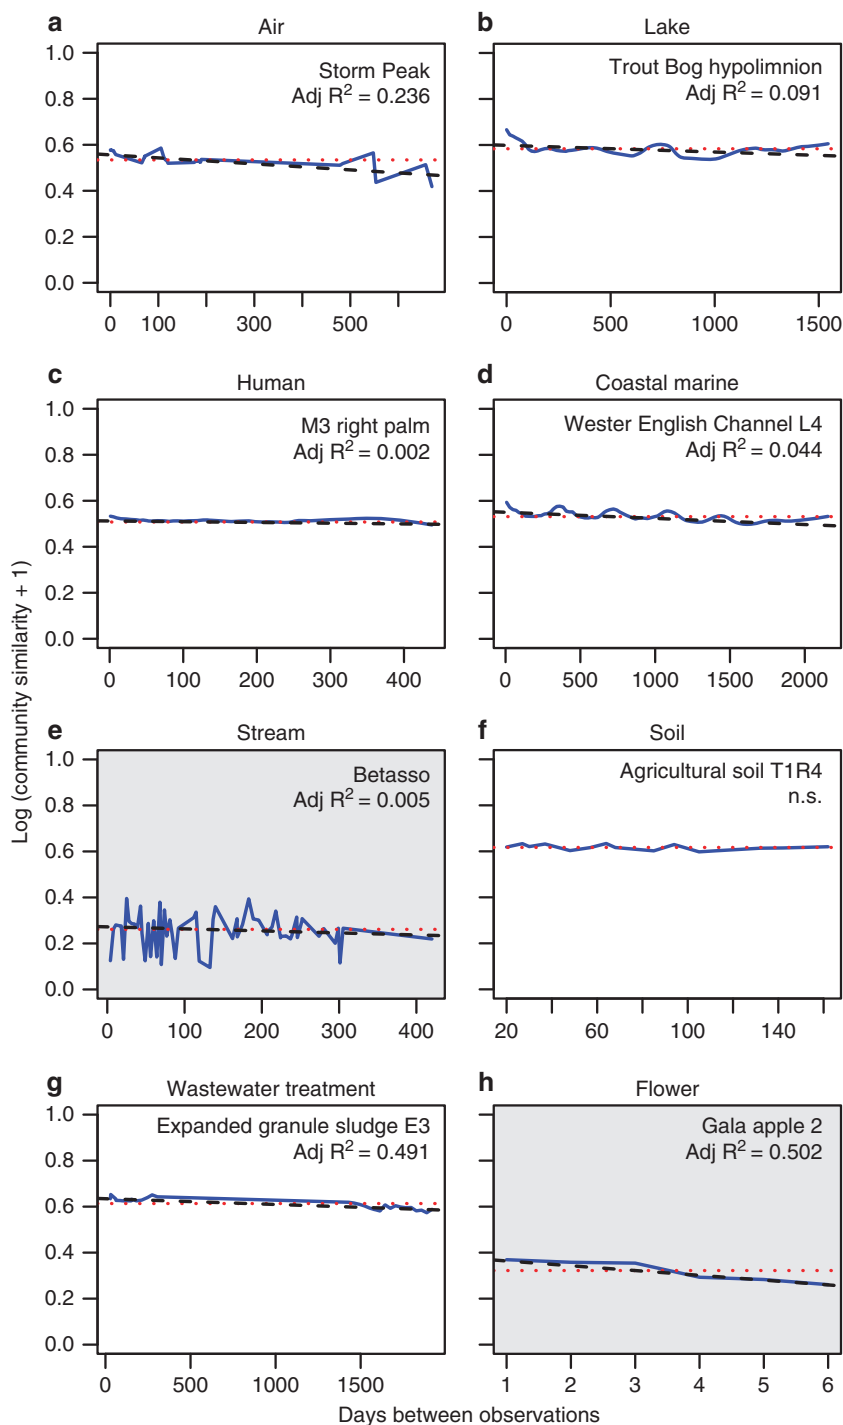 a Air
Storm Peak
Adj R² = 0.236
1.0
0.8
0.6
0.4
0.2
0.0
0 100 300 500
b Lake
Trout Bog hypolimnion
Adj R² = 0.091
0 500 1000 1500
c Human
M3 right palm
Adj R² = 0.002
1.0
0.8
0.6
0.4
0.2
0.0
0 100 200 300 400
d Coastal marine
Wester English Channel L4
Adj R² = 0.044
0 500 1000 1500 2000
Log (community similarity + 1)
e Stream
Betasso
Adj R² = 0.005
1.0
0.8
0.6
0.4
0.2
0.0
0 100 200 300 400
f Soil
Agricultural soil T1R4
n.s.
20 60 100 140
g Wastewater treatment
Expanded granule sludge E3
Adj R² = 0.491
1.0
0.8
0.6
0.4
0.2
0.0
0 500 1000 1500
h Flower
Gala apple 2
Adj R² = 0.502
1 2 3 4 5 6
Days between observations